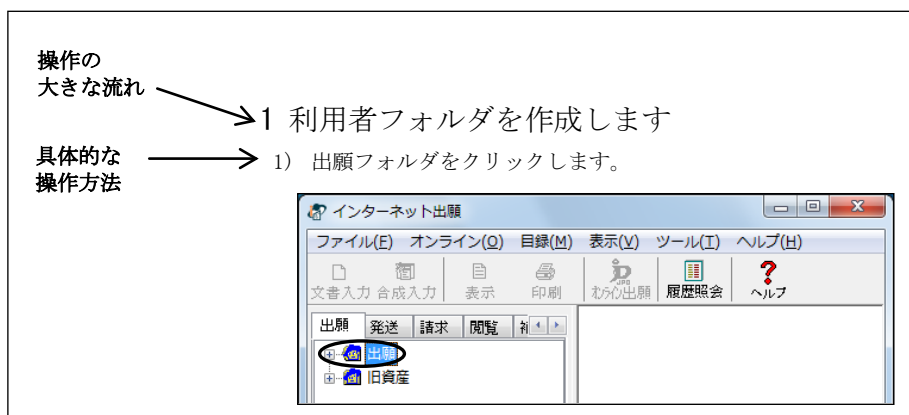 操作の
大きな流れ
1 利用者フォルダを作成します
具体的な
操作方法
1) 出願フォルダをクリックします。
インターネット出願
ファイル(F) オンライン(O) 目録(M) 表示(V) ツール(T) ヘルプ(H)
文書入力 合成入力 表示 印刷 オンライン出願 履歴照会 ヘルプ
出願 発送 請求 閲覧
出願
旧資産